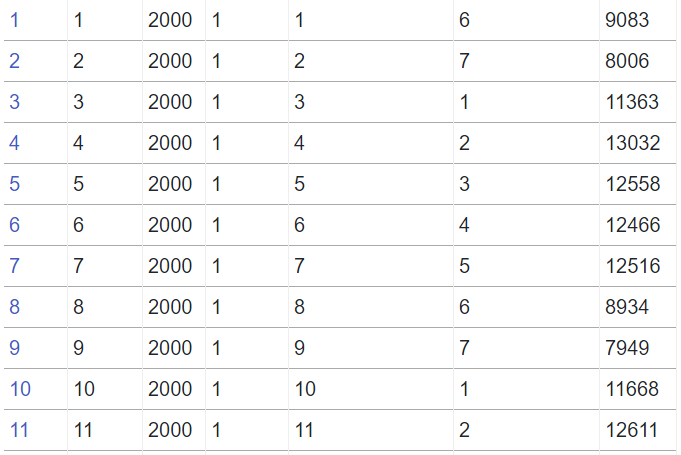 1 1 2000 1 1 6 9083
2 2 2000 1 2 7 8006
3 3 2000 1 3 1 11363
4 4 2000 1 4 2 13032
5 5 2000 1 5 3 12558
6 6 2000 1 6 4 12466
7 7 2000 1 7 5 12516
8 8 2000 1 8 6 8934
9 9 2000 1 9 7 7949
10 10 2000 1 10 1 11668
11 11 2000 1 11 2 12611